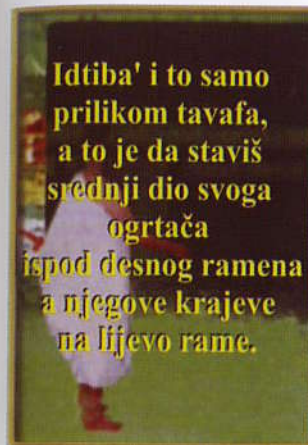 Idtiba' i to samo
prilikom tavafa,
a to je da staviš
srednji dio svoga
ogrtača
ispod desnog ramena
a njegove krajeve
na lijevo rame.